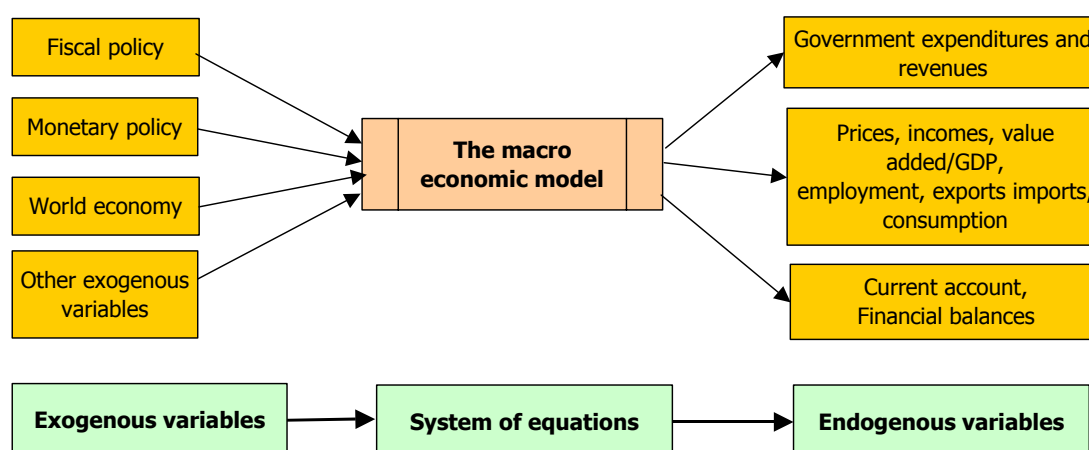 Fiscal policy
Monetary policy
World economy
Other exogenous
variables
The macro
economic model
Government expenditures and
revenues
Prices, incomes, value
added/GDP,
employment, exports imports,
consumption
Current account,
Financial balances
Exogenous variables
System of equations
Endogenous variables